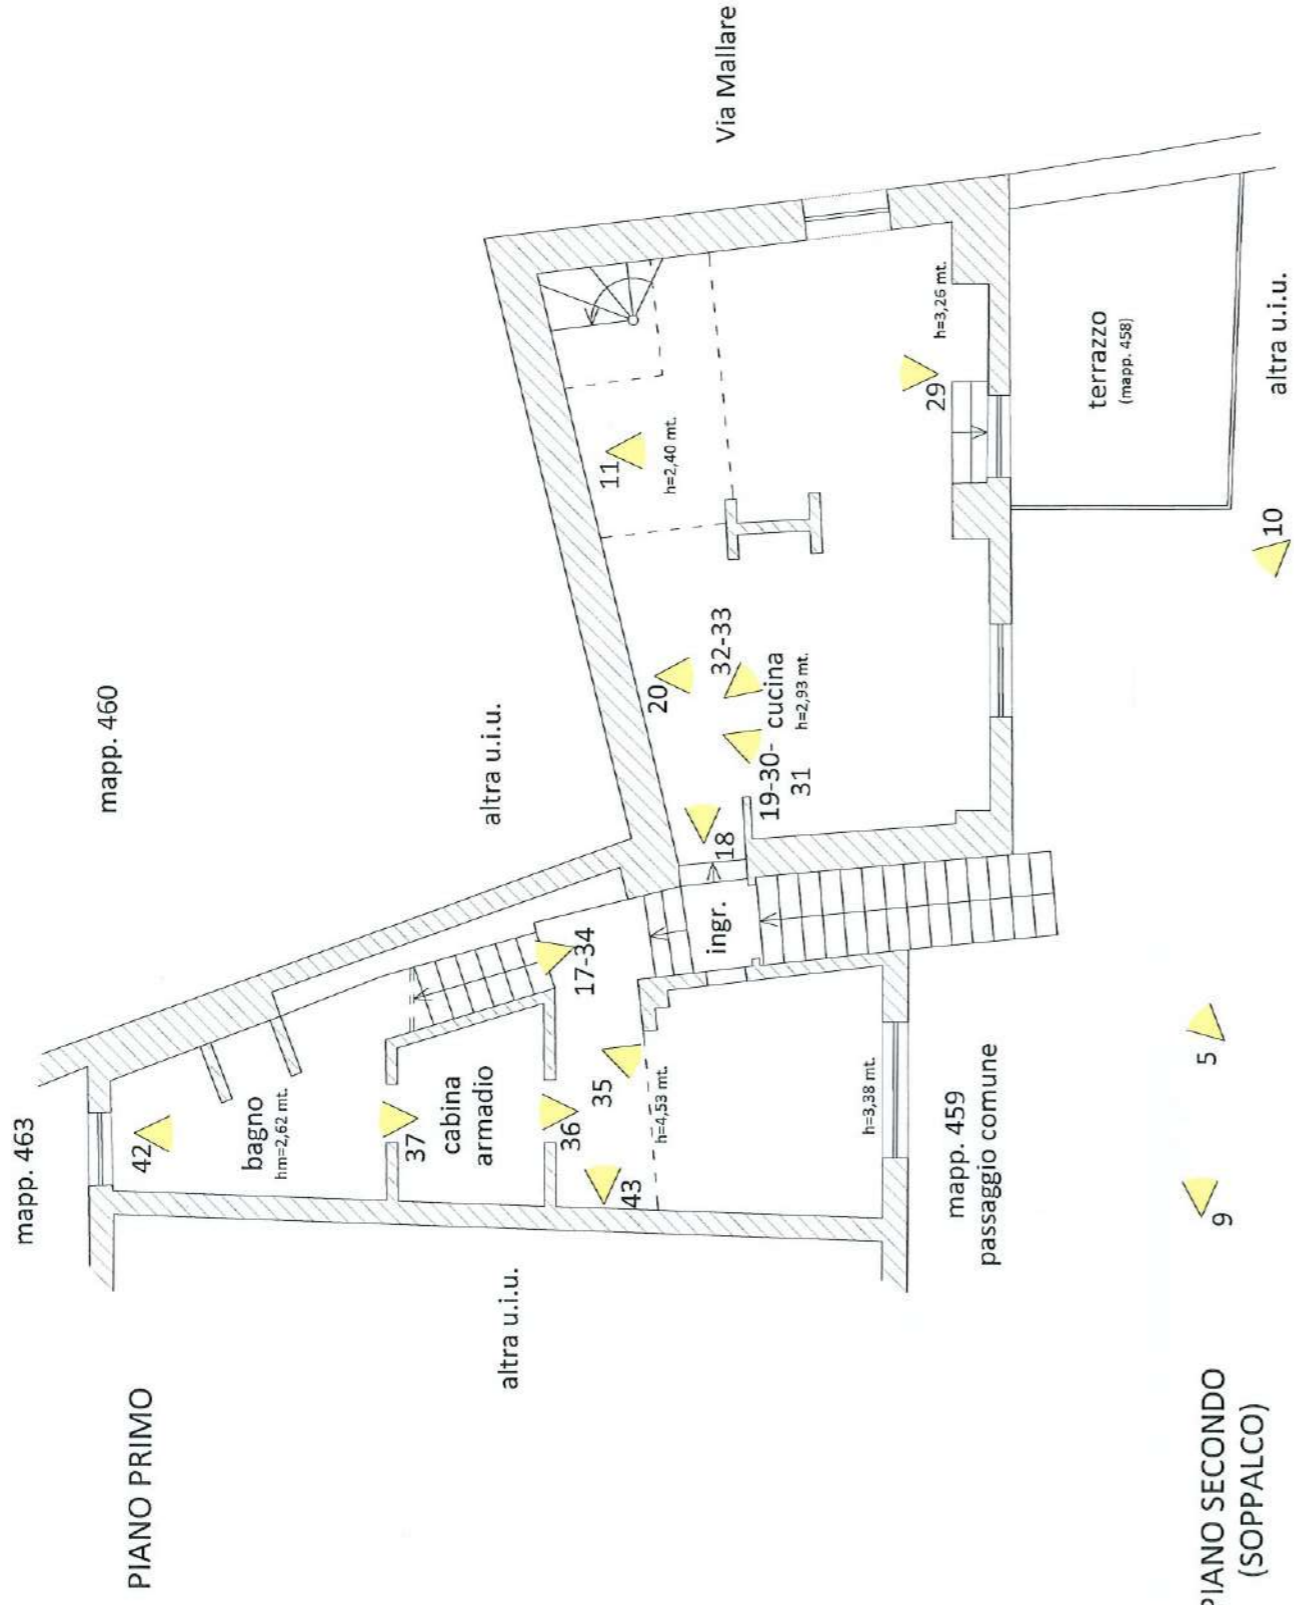 mapp. 463
mapp. 460
PIANO PRIMO
42
bagno
hm=2,62 mt.
37
cabina
armadio
altra u.i.u.
altra u.i.u.
36
17-34
35
11
43
20
h=4,53 mt.
h=2,40 mt.
ingr.
32-33
18
Via Mallare
19-30-
31
cucina
h=2,93 mt.
h=3,38 mt.
29
h=3,26 mt.
mapp. 459
passaggio comune
terrazzo
(mapp. 458)
5
9
PIANO SECONDO
(SOPPALCO)
10
altra u.i.u.